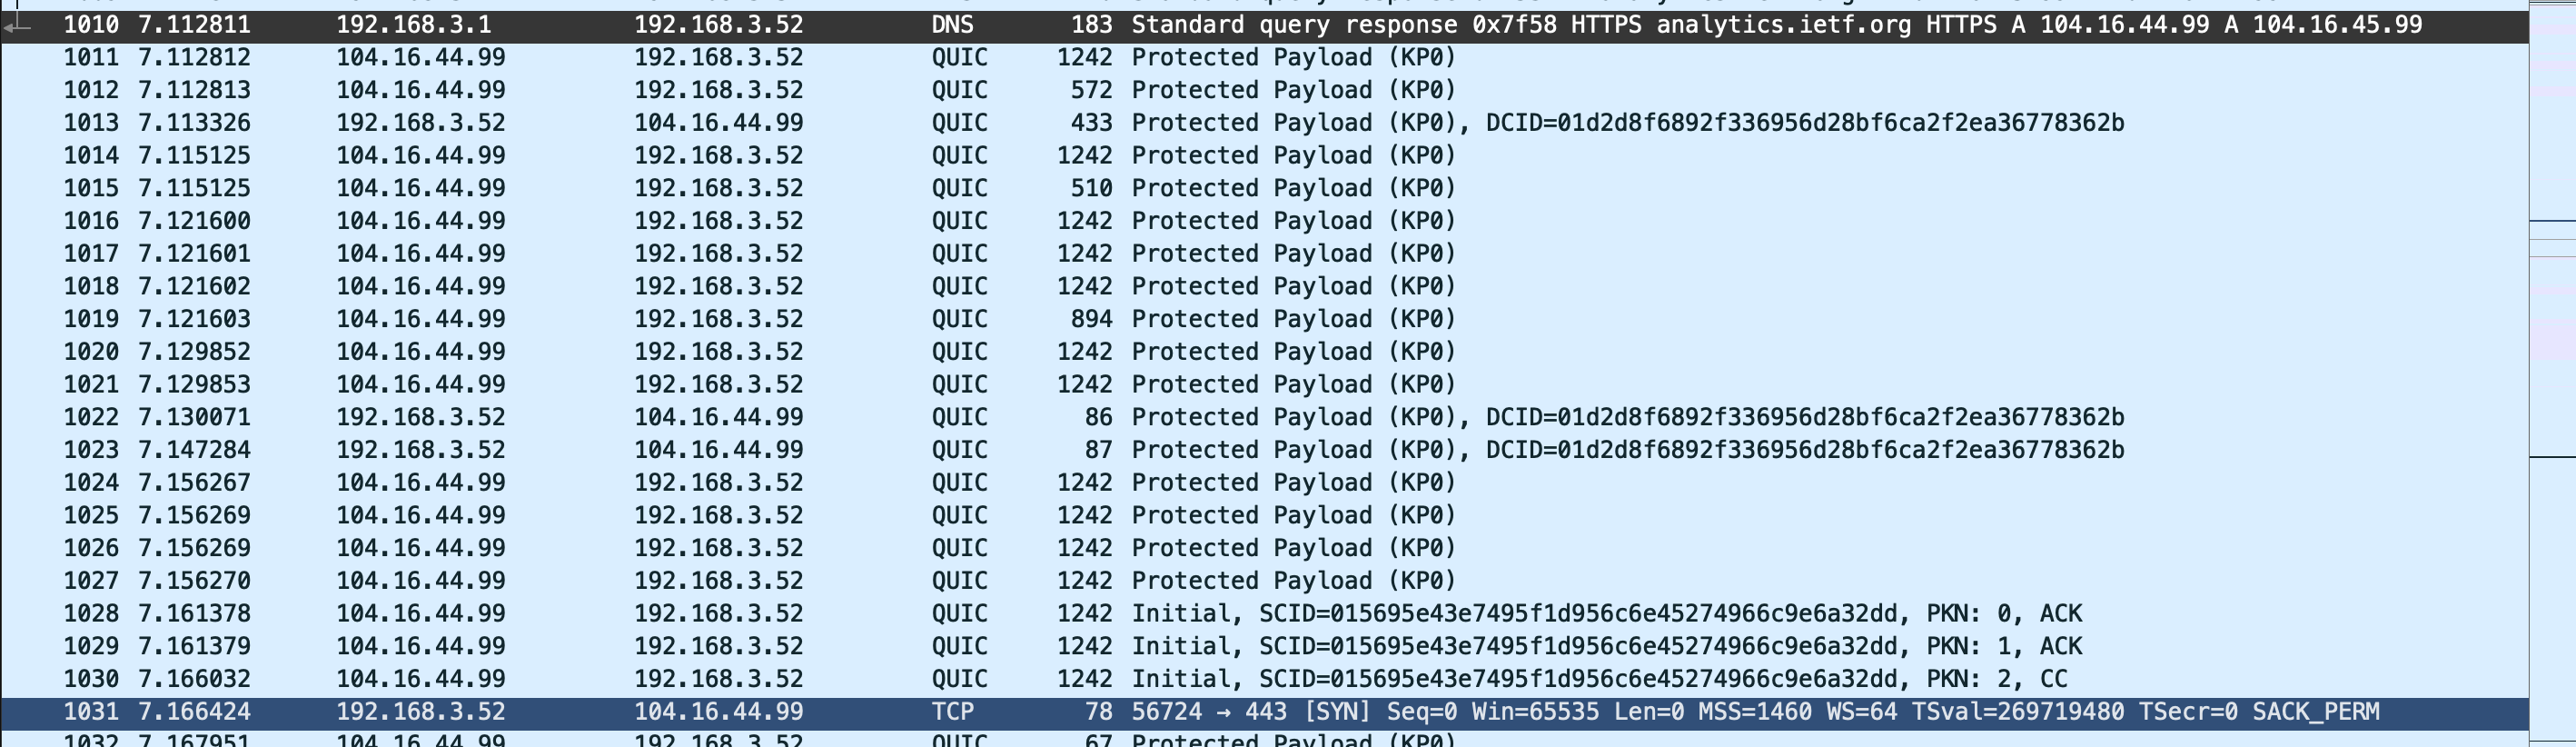 1010 7.112811 192.168.3.1 192.168.3.52 DNS 183 Standard query response 0x7f58 HTTPS analytics.ietf.org HTTPS A 104.16.44.99 A 104.16.45.99
1011 7.112812 104.16.44.99 192.168.3.52 QUIC 1242 Protected Payload (KP0)
1012 7.112813 104.16.44.99 192.168.3.52 QUIC 572 Protected Payload (KP0)
1013 7.113326 192.168.3.52 104.16.44.99 QUIC 433 Protected Payload (KP0), DCID=01d2d8f6892f336956d28bf6ca2f2ea36778362b
1014 7.115125 104.16.44.99 192.168.3.52 QUIC 1242 Protected Payload (KP0)
1015 7.115125 104.16.44.99 192.168.3.52 QUIC 510 Protected Payload (KP0)
1016 7.121600 104.16.44.99 192.168.3.52 QUIC 1242 Protected Payload (KP0)
1017 7.121601 104.16.44.99 192.168.3.52 QUIC 1242 Protected Payload (KP0)
1018 7.121602 104.16.44.99 192.168.3.52 QUIC 1242 Protected Payload (KP0)
1019 7.121603 104.16.44.99 192.168.3.52 QUIC 894 Protected Payload (KP0)
1020 7.129852 104.16.44.99 192.168.3.52 QUIC 1242 Protected Payload (KP0)
1021 7.129853 104.16.44.99 192.168.3.52 QUIC 1242 Protected Payload (KP0)
1022 7.130071 192.168.3.52 104.16.44.99 QUIC 86 Protected Payload (KP0), DCID=01d2d8f6892f336956d28bf6ca2f2ea36778362b
1023 7.147284 192.168.3.52 104.16.44.99 QUIC 87 Protected Payload (KP0), DCID=01d2d8f6892f336956d28bf6ca2f2ea36778362b
1024 7.156267 104.16.44.99 192.168.3.52 QUIC 1242 Protected Payload (KP0)
1025 7.156269 104.16.44.99 192.168.3.52 QUIC 1242 Protected Payload (KP0)
1026 7.156269 104.16.44.99 192.168.3.52 QUIC 1242 Protected Payload (KP0)
1027 7.156270 104.16.44.99 192.168.3.52 QUIC 1242 Protected Payload (KP0)
1028 7.161378 104.16.44.99 192.168.3.52 QUIC 1242 Initial, SCID=015695e43e7495f1d956c6e45274966c9e6a32dd, PKN: 0, ACK
1029 7.161379 104.16.44.99 192.168.3.52 QUIC 1242 Initial, SCID=015695e43e7495f1d956c6e45274966c9e6a32dd, PKN: 1, ACK
1030 7.166032 104.16.44.99 192.168.3.52 QUIC 1242 Initial, SCID=015695e43e7495f1d956c6e45274966c9e6a32dd, PKN: 2, CC
1031 7.166424 192.168.3.52 104.16.44.99 TCP 78 56724 → 443 [SYN] Seq=0 Win=65535 Len=0 MSS=1460 WS=64 TSval=269719480 TSecr=0 SACK_PERM
1032 7.167951 104.16.44.99 192.168.3.52 QUIC 67 Protected Payload (KP0)